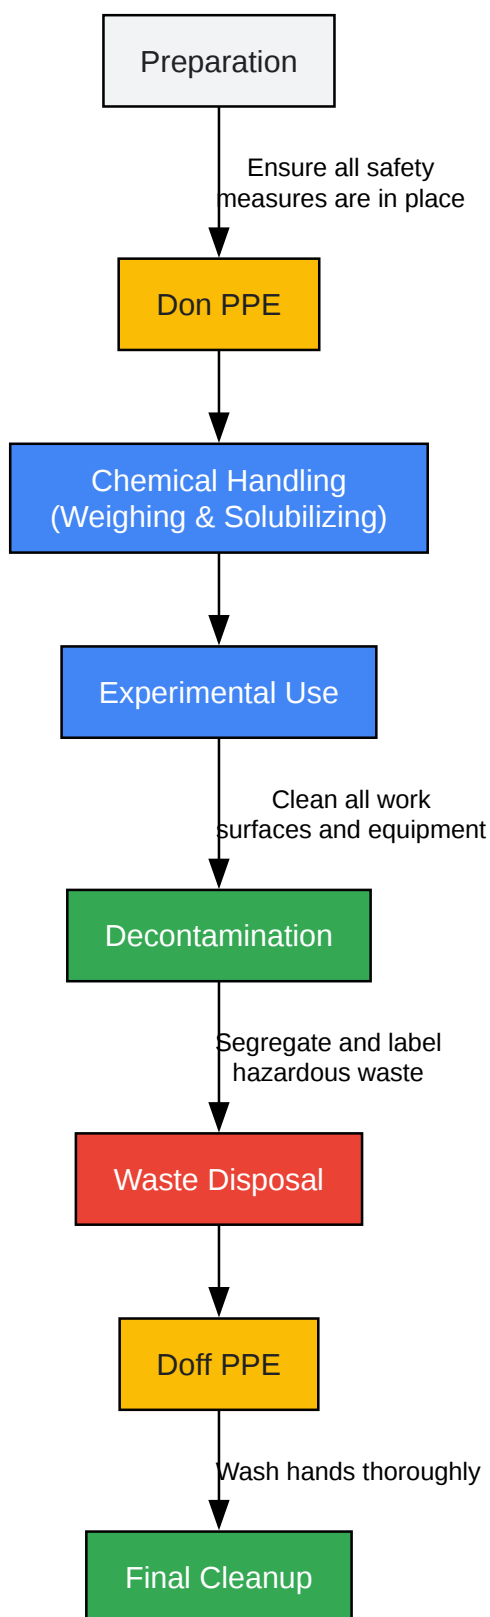 Preparation
Ensure all safety
measures are in place
Don PPE
Chemical Handling
(Weighing & Solubilizing)
Experimental Use
Clean all work
surfaces and equipment
Decontamination
Segregate and label
hazardous waste
Waste Disposal
Doff PPE
Wash hands thoroughly
Final Cleanup